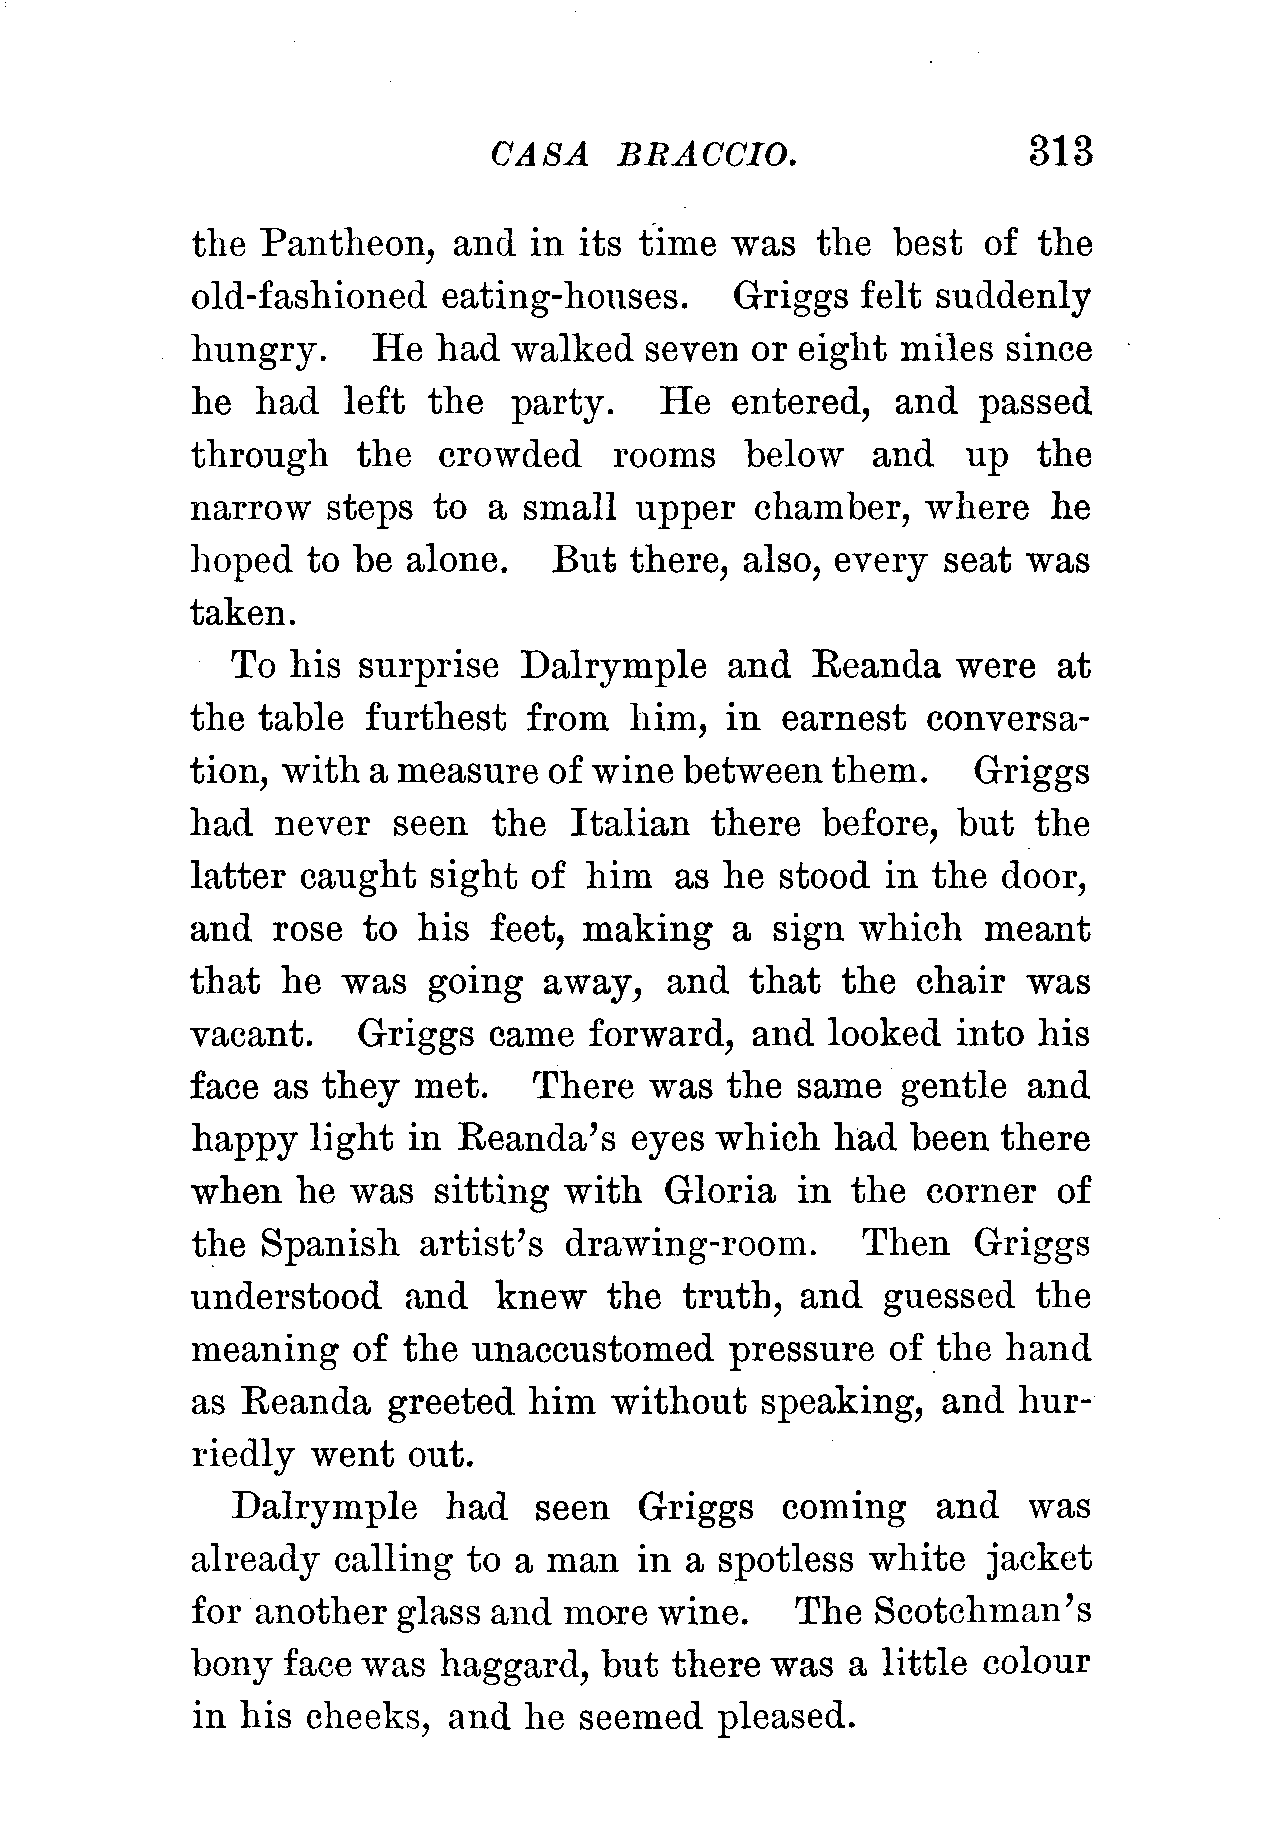 CASA BRACCIO. 313
the Pantheon, and in its time was the best of the
old-fashioned eating-houses. Griggs felt suddenly
hungry. He had walked seven or eight miles since
he had left the party. He entered, and passed
through the crowded rooms below and up the
narrow steps to a small upper chamber, where he
hoped to be alone. But there, also, every seat was
taken.
To his surprise Dalrymple and Reanda were at
the table furthest from him, in earnest conversa-
tion, with a measure of wine between them. Griggs
had never seen the Italian there before, but the
latter caught sight of him as he stood in the door,
and rose to his feet, making a sign which meant
that he was going away, and that the chair was
vacant. Griggs came forward, and looked into his
face as they met. There was the same gentle and
happy light in Reanda's eyes which had been there
when he was sitting with Gloria in the corner of
the Spanish artist's drawing-room. Then Griggs
understood and knew the truth, and guessed the
meaning of the unaccustomed pressure of the hand
as Reanda greeted him without speaking, and hur-
riedly went out.
Dalrymple had seen Griggs coming and was
already calling to a man in a spotless white jacket
for another glass and more wine. The Scotchman's
bony face was haggard, but there was a little colour
in his cheeks, and he seemed pleased.